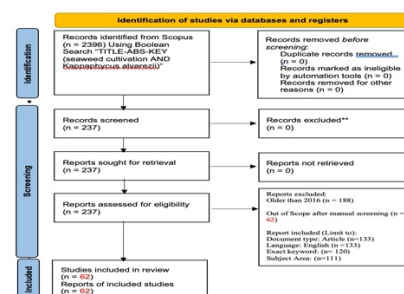 Identification of studies via databases and registers
Identification
Records identified from Scopus
(n = 2396) Using Boolean
Search "TITLE-ABS-KEY
(seaweed cultivation AND
Kappaphycus alvarezii)"
Records removed before
screening:
Duplicate records removed
(n = 0)
Records marked as ineligible
by automation tools (n = 0)
Records removed for other
reasons (n = 0)
Screening
Records screened
(n = 237)
Records excluded**
(n = 0)
Reports sought for retrieval
(n = 237)
Reports not retrieved
(n = 0)
Reports assessed for eligibility
(n = 237)
Reports excluded:
Older than 2016 (n = 188)
Out of Scope after manual screening (n =
62)
Report included (Limit to):
Document type: Article (n=133)
Language: English (n=133)
Exact keyword: (n= 120)
Subject Area: (n=111)
Included
Studies included in review
(n = 62)
Reports of included studies
(n = 62)